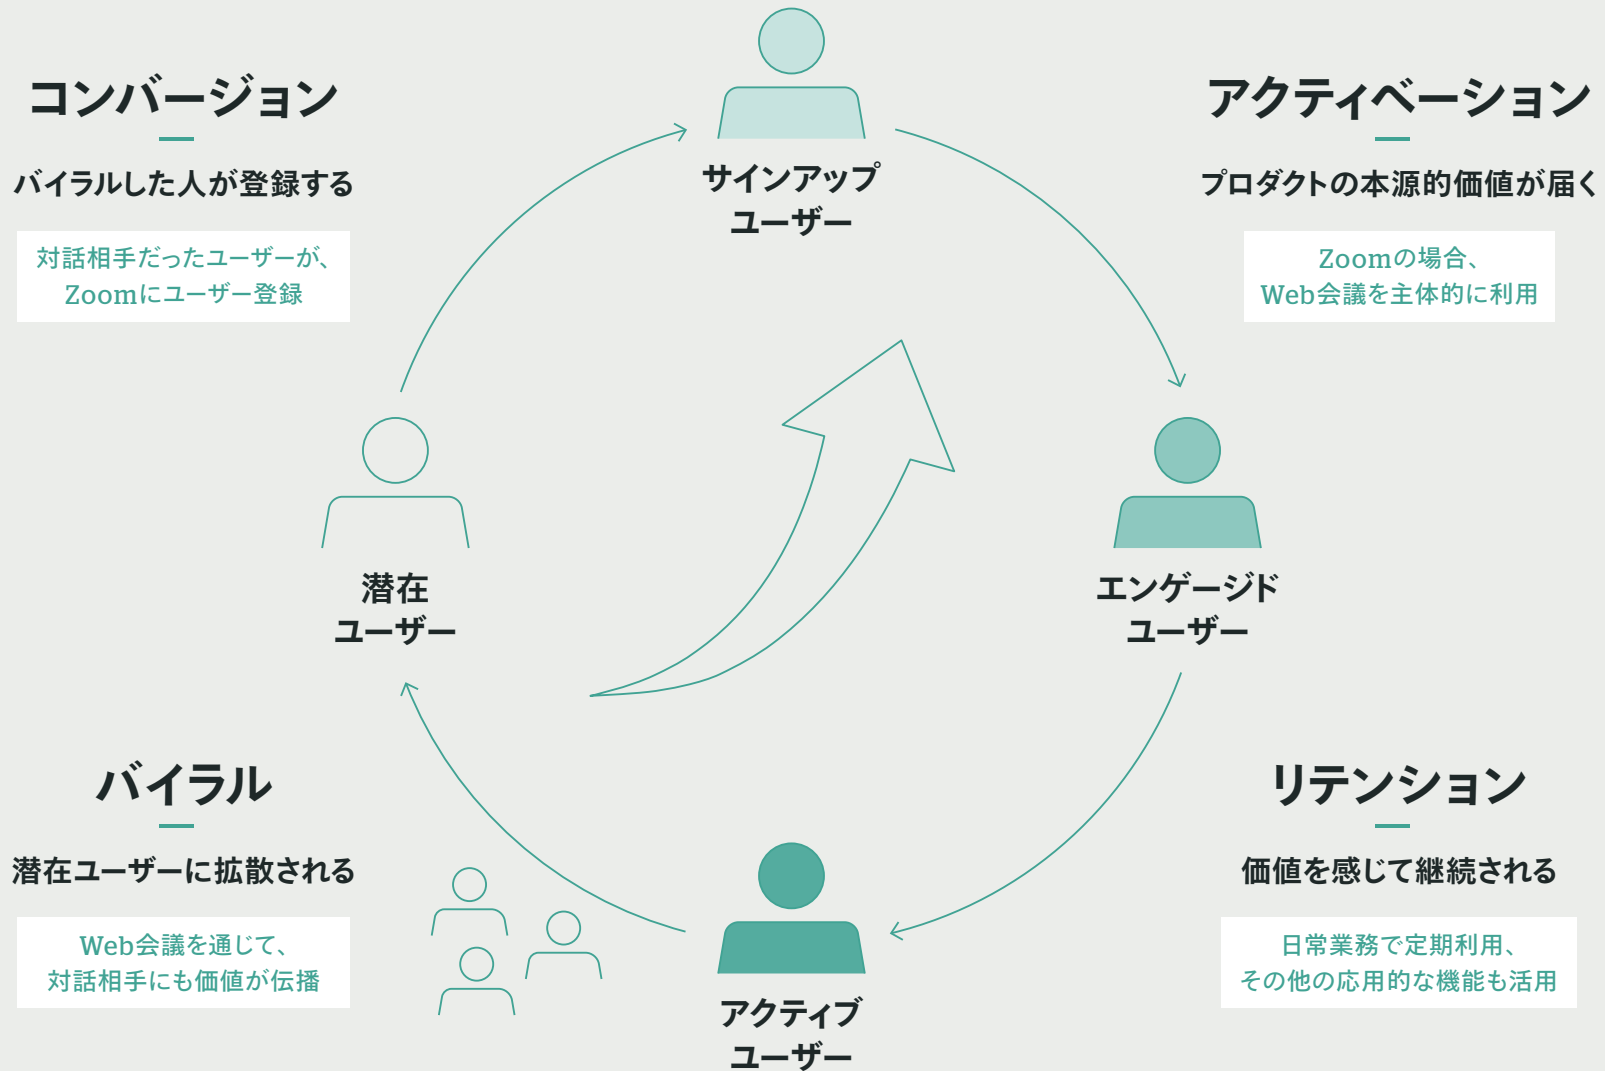 コンバージョン
バイラルした人が登録する
対話相手だったユーザーが、
Zoomにユーザー登録
サインアップ
ユーザー
アクティベーション
プロダクトの本源的価値が届く
Zoomの場合、
Web会議を主体的に利用
潜在
ユーザー
エンゲージド
ユーザー
バイラル
潜在ユーザーに拡散される
Web会議を通じて、
対話相手にも価値が伝播
アクティブ
ユーザー
リテンション
価値を感じて継続される
日常業務で定期利用、
その他の応用的な機能も活用